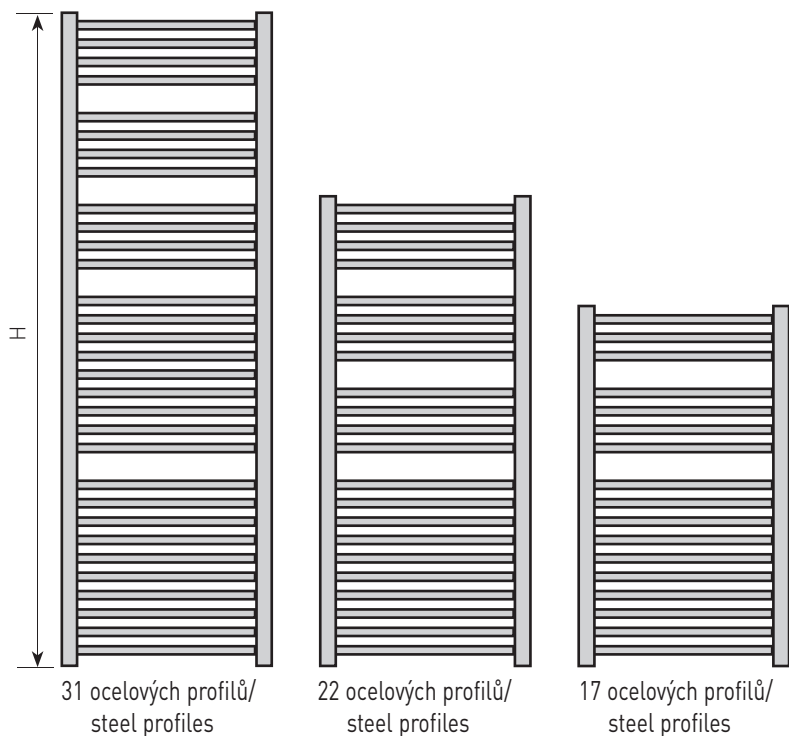 H
31 ocelových profilů/
steel profiles
22 ocelových profilů/
steel profiles
17 ocelových profilů/
steel profiles